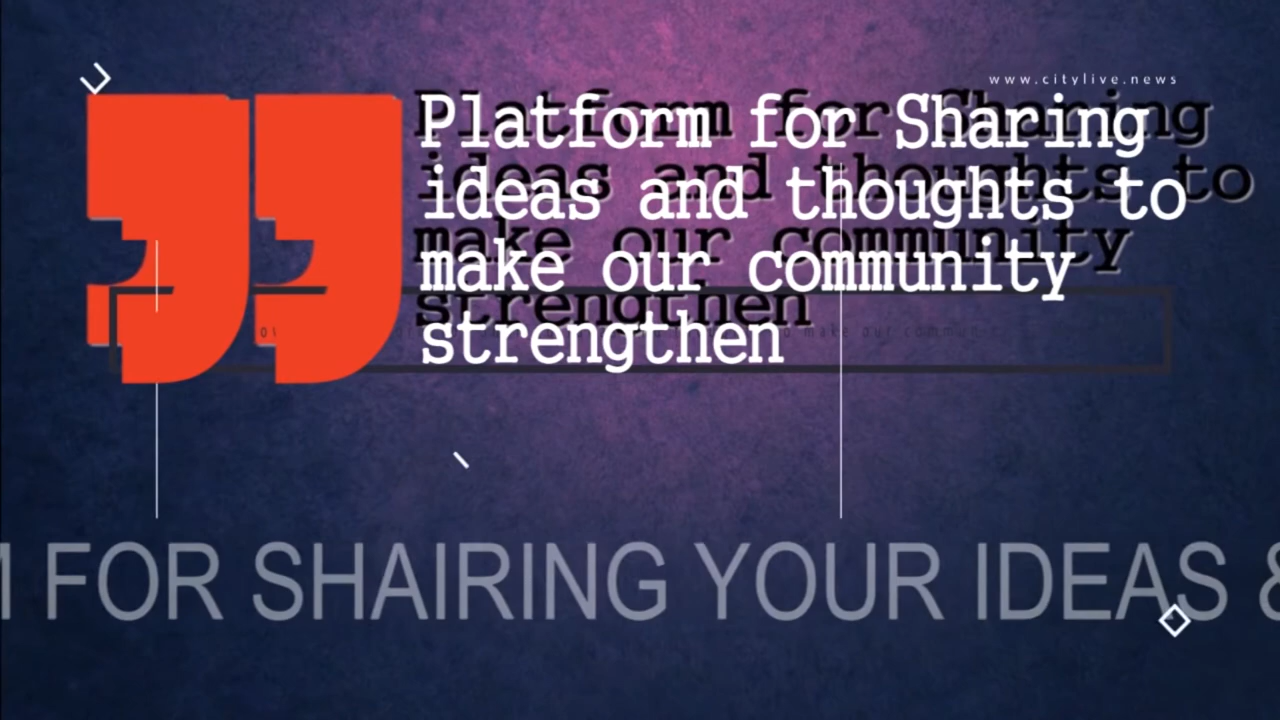 www.citylive.news
Platform for Sharing
ideas and thoughts to
make our community
strengthen
FOR SHAIRING YOUR IDEAS &